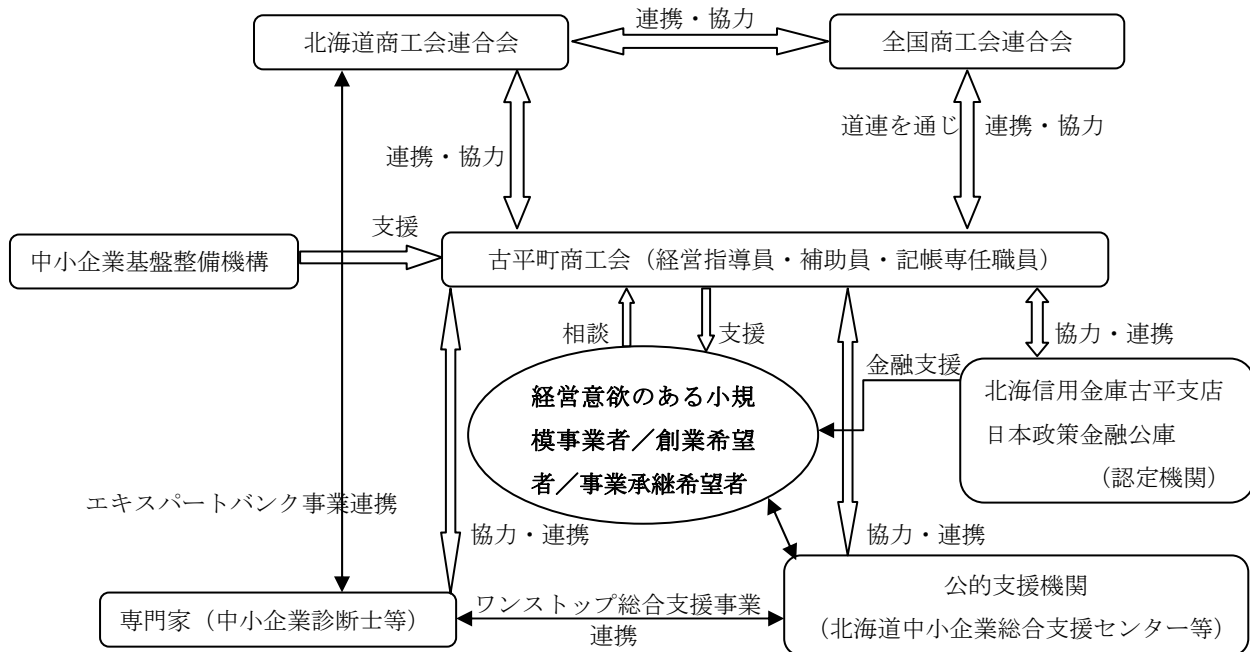 連携・協力
北海道商工会連合会
全国商工会連合会
道連を通じ
連携・協力
連携・協力
支援
中小企業基盤整備機構
古平町商工会（経営指導員・補助員・記帳専任職員）
相談
支援
協力・連携
金融支援
経営意欲のある小規
模事業者／創業希望
者／事業承継希望者
北海信用金庫古平支店
日本政策金融公庫
（認定機関）
エキスパートバンク事業連携
協力・連携
協力・連携
専門家（中小企業診断士等）
ワンストップ総合支援事業
連携
公的支援機関
（北海道中小企業総合支援センター等）